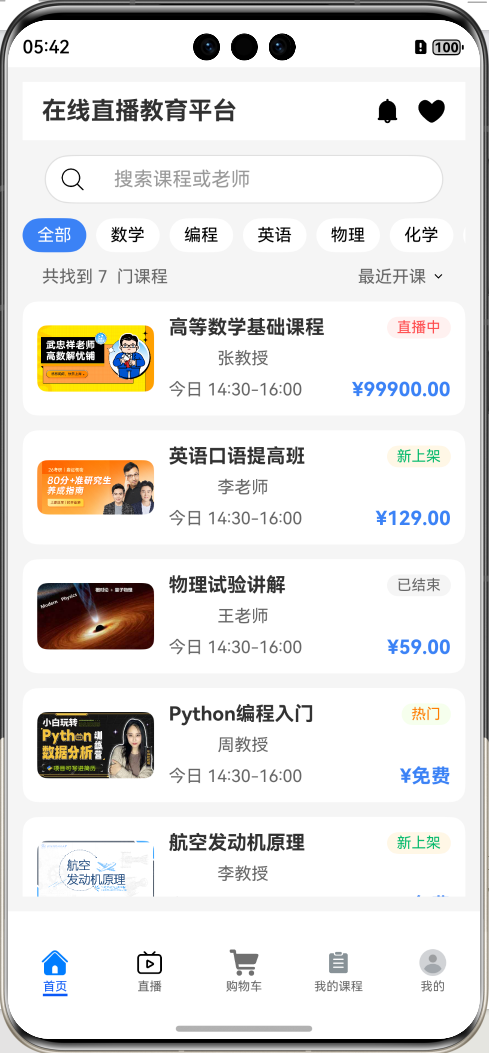 05:42
100
在线直播教育平台
搜索课程或老师
全部 数学 编程 英语 物理 化学
共找到 7 门课程 最近开课
武忠祥老师
高数解忧铺
高等数学基础课程 直播中
张教授
今日 14:30-16:00 ¥99900.00
80分+准研究生
养成指南
英语口语提高班 新上架
李老师
今日 14:30-16:00 ¥129.00
Modern Physics
物理试验讲解 已结束
王老师
今日 14:30-16:00 ¥59.00
小白玩转
Python
数据分析
训练营
Python编程入门 热门
周教授
今日 14:30-16:00 ¥免费
航空
发动机原理
航空发动机原理 新上架
李教授
首页 直播 购物车 我的课程 我的